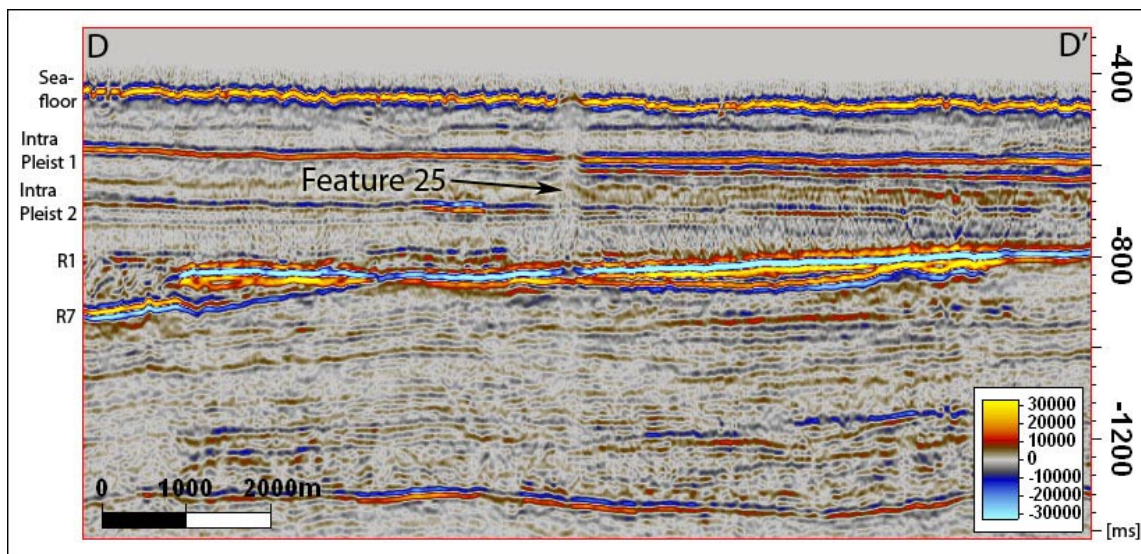 D
D'
Sea-
floor
Intra
Pleist 1
Feature 25
Intra
Pleist 2
R1
R7
-400
-800
-1200
[ms]
0 1000 2000m
30000
20000
10000
0
-10000
-20000
-30000